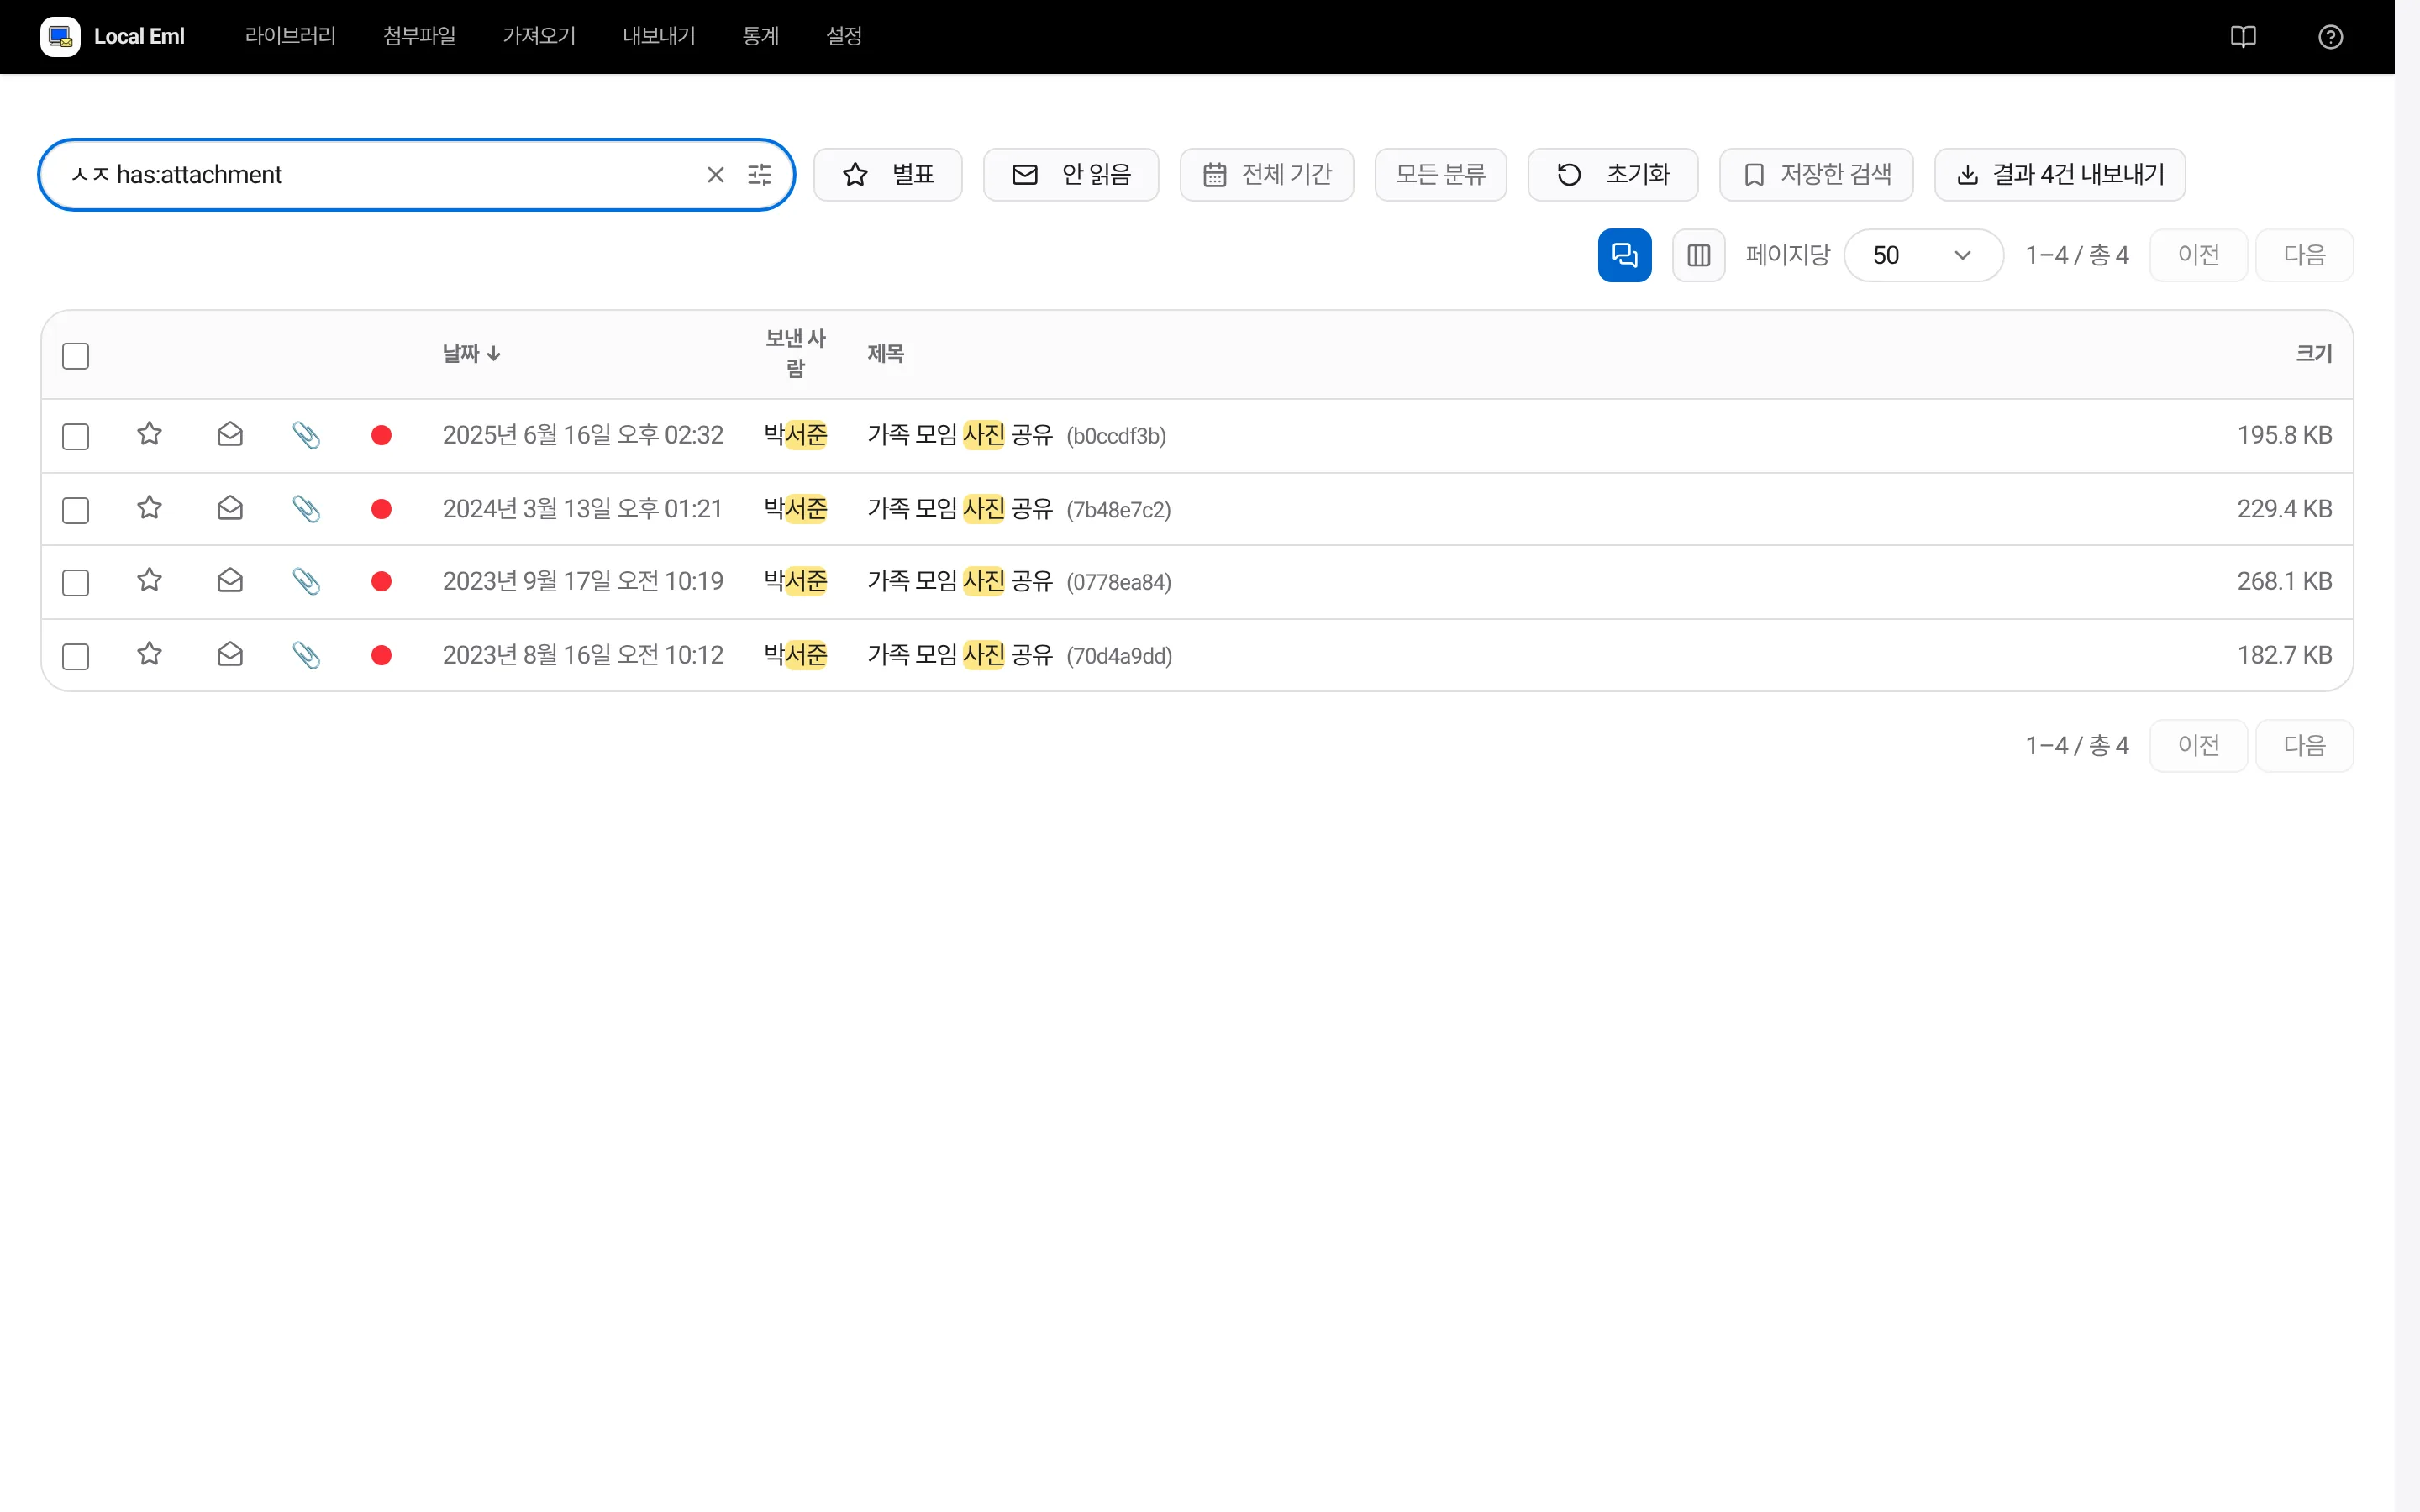 Local Eml 라이브러리 첨부파일 가져오기 내보내기 통계 설정
ㅅㅈ has:attachment 별표 안 읽음 전체 기간 모든 분류 초기화 저장한 검색 결과 4건 내보내기
페이지당 50 1–4 / 총 4 이전 다음
날짜 ↓ 보낸 사람 제목 크기
2025년 6월 16일 오후 02:32 박서준 가족 모임 사진 공유 (b0ccdf3b) 195.8 KB
2024년 3월 13일 오후 01:21 박서준 가족 모임 사진 공유 (7b48e7c2) 229.4 KB
2023년 9월 17일 오전 10:19 박서준 가족 모임 사진 공유 (0778ea84) 268.1 KB
2023년 8월 16일 오전 10:12 박서준 가족 모임 사진 공유 (70d4a9dd) 182.7 KB
1–4 / 총 4 이전 다음